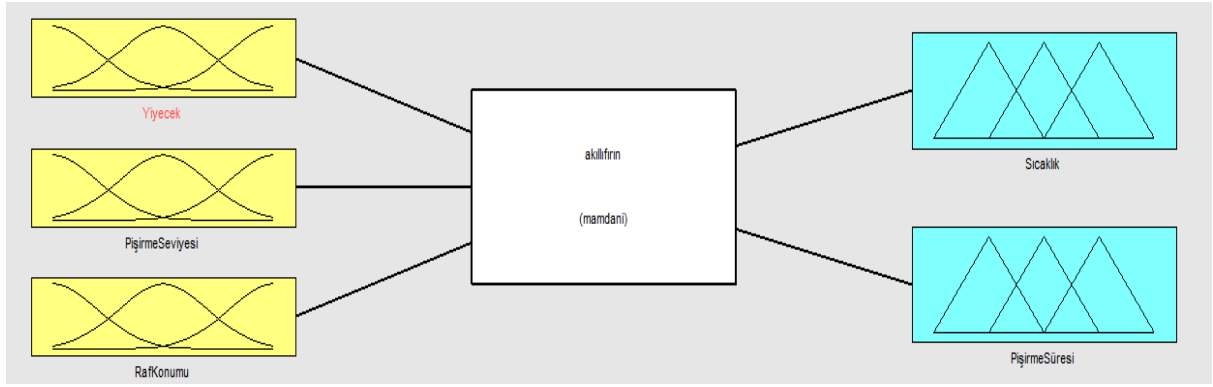 Yiyecek
PişirmeSeviyesi
RafKonumu
akıllıfırın
(mamdani)
Sıcaklık
PişirmeSüresi